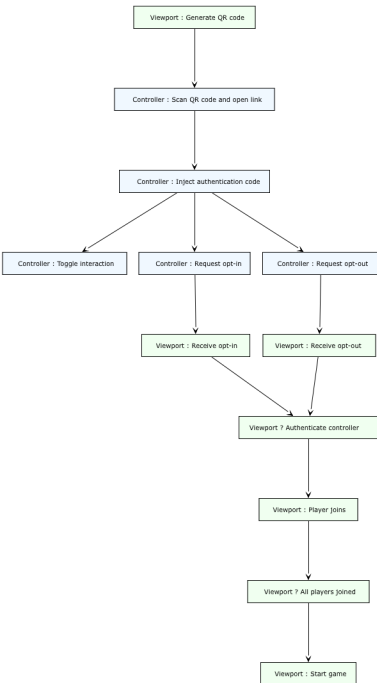 Viewport : Generate QR code
Controller : Scan QR code and open link
Controller : Inject authentication code
Controller : Toggle interaction
Controller : Request opt-in
Controller : Request opt-out
Viewport : Receive opt-in
Viewport : Receive opt-out
Viewport ? Authenticate controller
Viewport : Player Joins
Viewport ? All players joined
Viewport : Start game